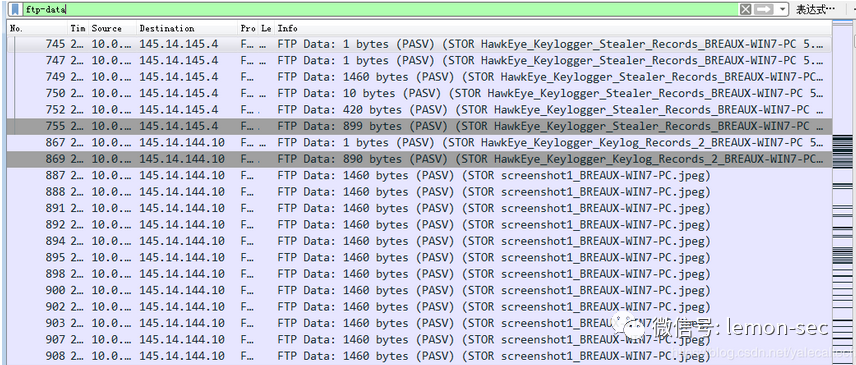 ftp-data 表达式…
No. Tim Source Destination Pro Le Info
745 2… 10.0.… 145.14.145.4 F… … FTP Data: 1 bytes (PASV) (STOR HawkEye_Keylogger_Stealer_Records_BREAUX-WIN7-PC 5.…
747 2… 10.0.… 145.14.145.4 F… … FTP Data: 1 bytes (PASV) (STOR HawkEye_Keylogger_Stealer_Records_BREAUX-WIN7-PC 5.…
749 2… 10.0.… 145.14.145.4 F… . FTP Data: 1460 bytes (PASV) (STOR HawkEye_Keylogger_Stealer_Records_BREAUX-WIN7-PC…
750 2… 10.0.… 145.14.145.4 F… … FTP Data: 10 bytes (PASV) (STOR HawkEye_Keylogger_Stealer_Records_BREAUX-WIN7-PC 5…
752 2… 10.0.… 145.14.145.4 F… . FTP Data: 420 bytes (PASV) (STOR HawkEye_Keylogger_Stealer_Records_BREAUX-WIN7-PC …
755 2… 10.0.… 145.14.145.4 F… . FTP Data: 899 bytes (PASV) (STOR HawkEye_Keylogger_Stealer_Records_BREAUX-WIN7-PC …
867 2… 10.0.… 145.14.144.10 F… … FTP Data: 1 bytes (PASV) (STOR HawkEye_Keylogger_Keylog_Records_2_BREAUX-WIN7-PC 5…
869 2… 10.0.… 145.14.144.10 F… . FTP Data: 890 bytes (PASV) (STOR HawkEye_Keylogger_Keylog_Records_2_BREAUX-WIN7-PC…
887 2… 10.0.… 145.14.144.10 F… . FTP Data: 1460 bytes (PASV) (STOR screenshot1_BREAUX-WIN7-PC.jpeg)
888 2… 10.0.… 145.14.144.10 F… . FTP Data: 1460 bytes (PASV) (STOR screenshot1_BREAUX-WIN7-PC.jpeg)
891 2… 10.0.… 145.14.144.10 F… . FTP Data: 1460 bytes (PASV) (STOR screenshot1_BREAUX-WIN7-PC.jpeg)
892 2… 10.0.… 145.14.144.10 F… . FTP Data: 1460 bytes (PASV) (STOR screenshot1_BREAUX-WIN7-PC.jpeg)
894 2… 10.0.… 145.14.144.10 F… . FTP Data: 1460 bytes (PASV) (STOR screenshot1_BREAUX-WIN7-PC.jpeg)
895 2… 10.0.… 145.14.144.10 F… . FTP Data: 1460 bytes (PASV) (STOR screenshot1_BREAUX-WIN7-PC.jpeg)
898 2… 10.0.… 145.14.144.10 F… . FTP Data: 1460 bytes (PASV) (STOR screenshot1_BREAUX-WIN7-PC.jpeg)
900 2… 10.0.… 145.14.144.10 F… . FTP Data: 1460 bytes (PASV) (STOR screenshot1_BREAUX-WIN7-PC.jpeg)
902 2… 10.0.… 145.14.144.10 F… . FTP Data: 1460 bytes (PASV) (STOR screenshot1_BREAUX-WIN7-PC.jpeg)
903 2… 10.0.… 145.14.144.10 F… . FTP Data: 1460 bytes (PASV) (STOR screenshot1_BREAUX-WIN7-PC.jpeg)
907 2… 10.0.… 145.14.144.10 F… . FTP Data: 1460 bytes (PASV) (STOR screenshot1_BREAUX-WIN7-PC.jpeg)
908 2… 10.0.… 145.14.144.10 F… . FTP Data: 1460 bytes (PASV) (STOR screenshot1_BREAUX-WIN7-PC.jpeg)
微信号: lemon-sec